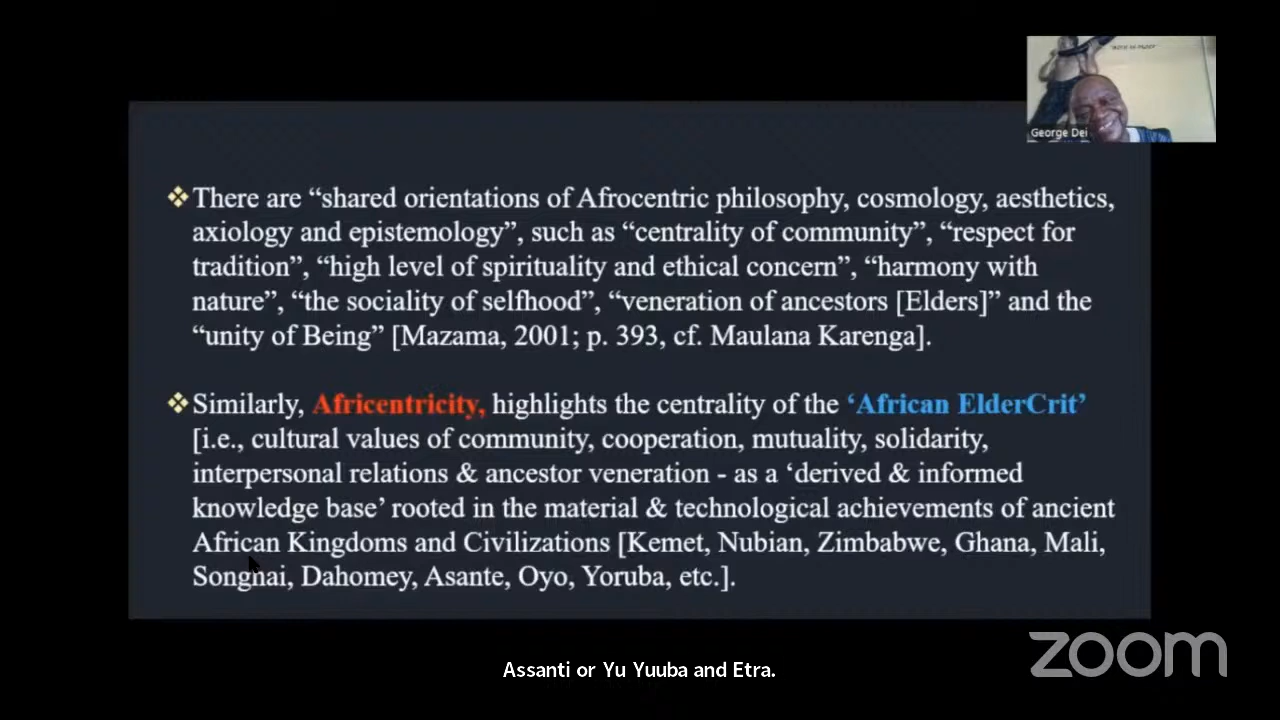 George Dei
There are “shared orientations of Afrocentric philosophy, cosmology, aesthetics,
axiology and epistemology”, such as “centrality of community”, “respect for
tradition”, “high level of spirituality and ethical concern”, “harmony with
nature”, “the sociality of selfhood”, “veneration of ancestors [Elders]” and the
“unity of Being” [Mazama, 2001; p. 393, cf. Maulana Karenga].
Similarly, Africentricity, highlights the centrality of the ‘African ElderCrit’
[i.e., cultural values of community, cooperation, mutuality, solidarity,
interpersonal relations & ancestor veneration - as a ‘derived & informed
knowledge base’ rooted in the material & technological achievements of ancient
African Kingdoms and Civilizations [Kemet, Nubian, Zimbabwe, Ghana, Mali,
Songhai, Dahomey, Asante, Oyo, Yoruba, etc.].
Assanti or Yu Yuuba and Etra.
zoom